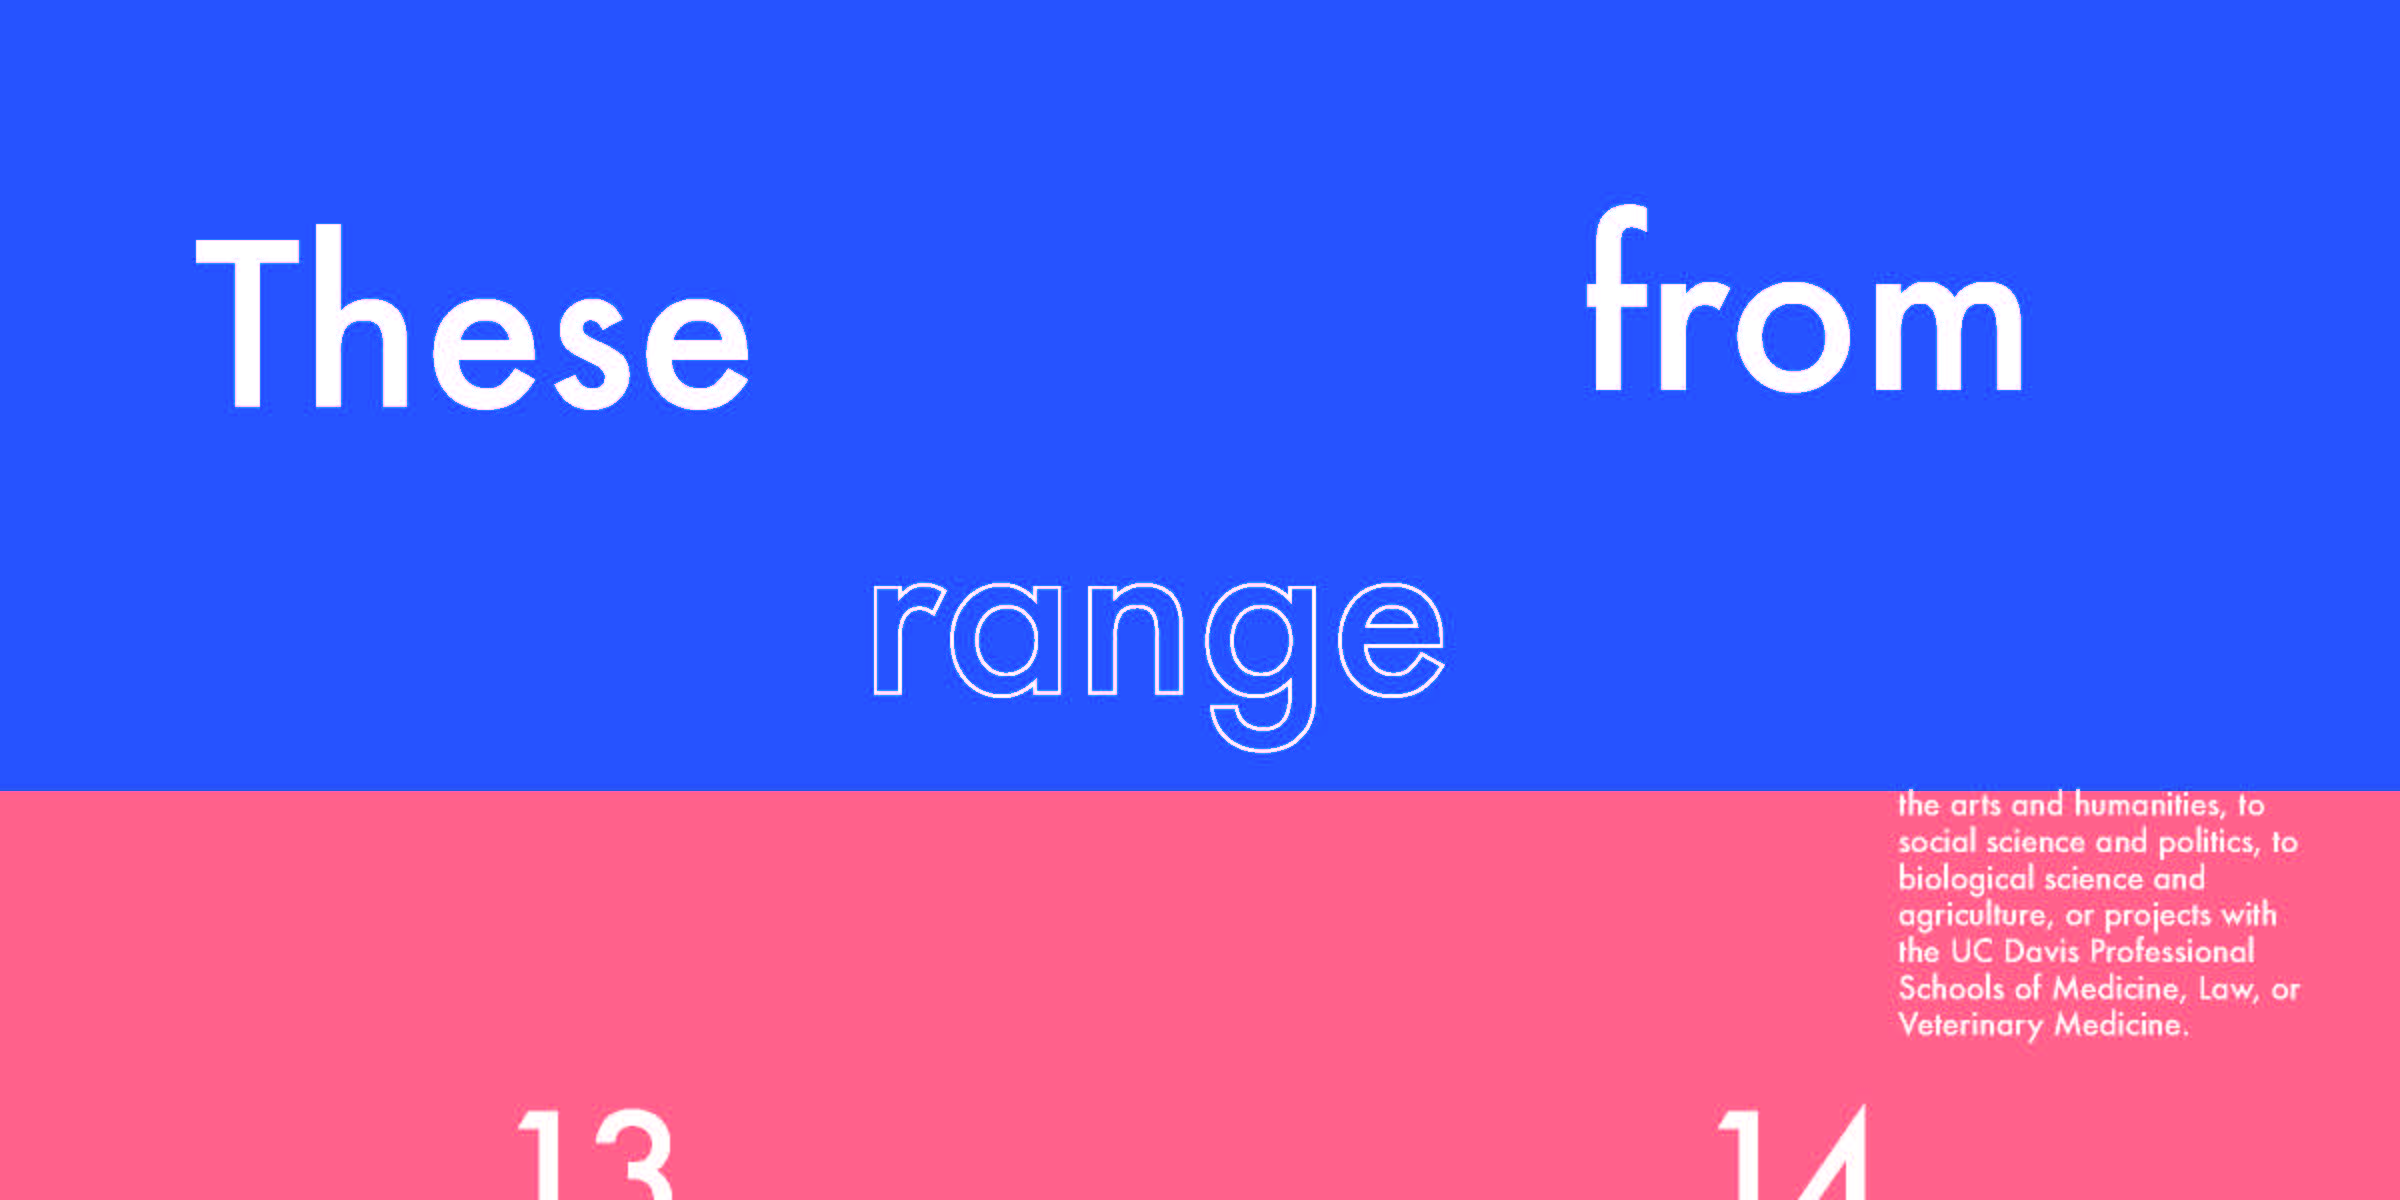 These
range
from
the arts and humanities, to
social science and politics, to
biological science and
agriculture, or projects with
the UC Davis Professional
Schools of Medicine, Law, or
Veterinary Medicine.
13
14